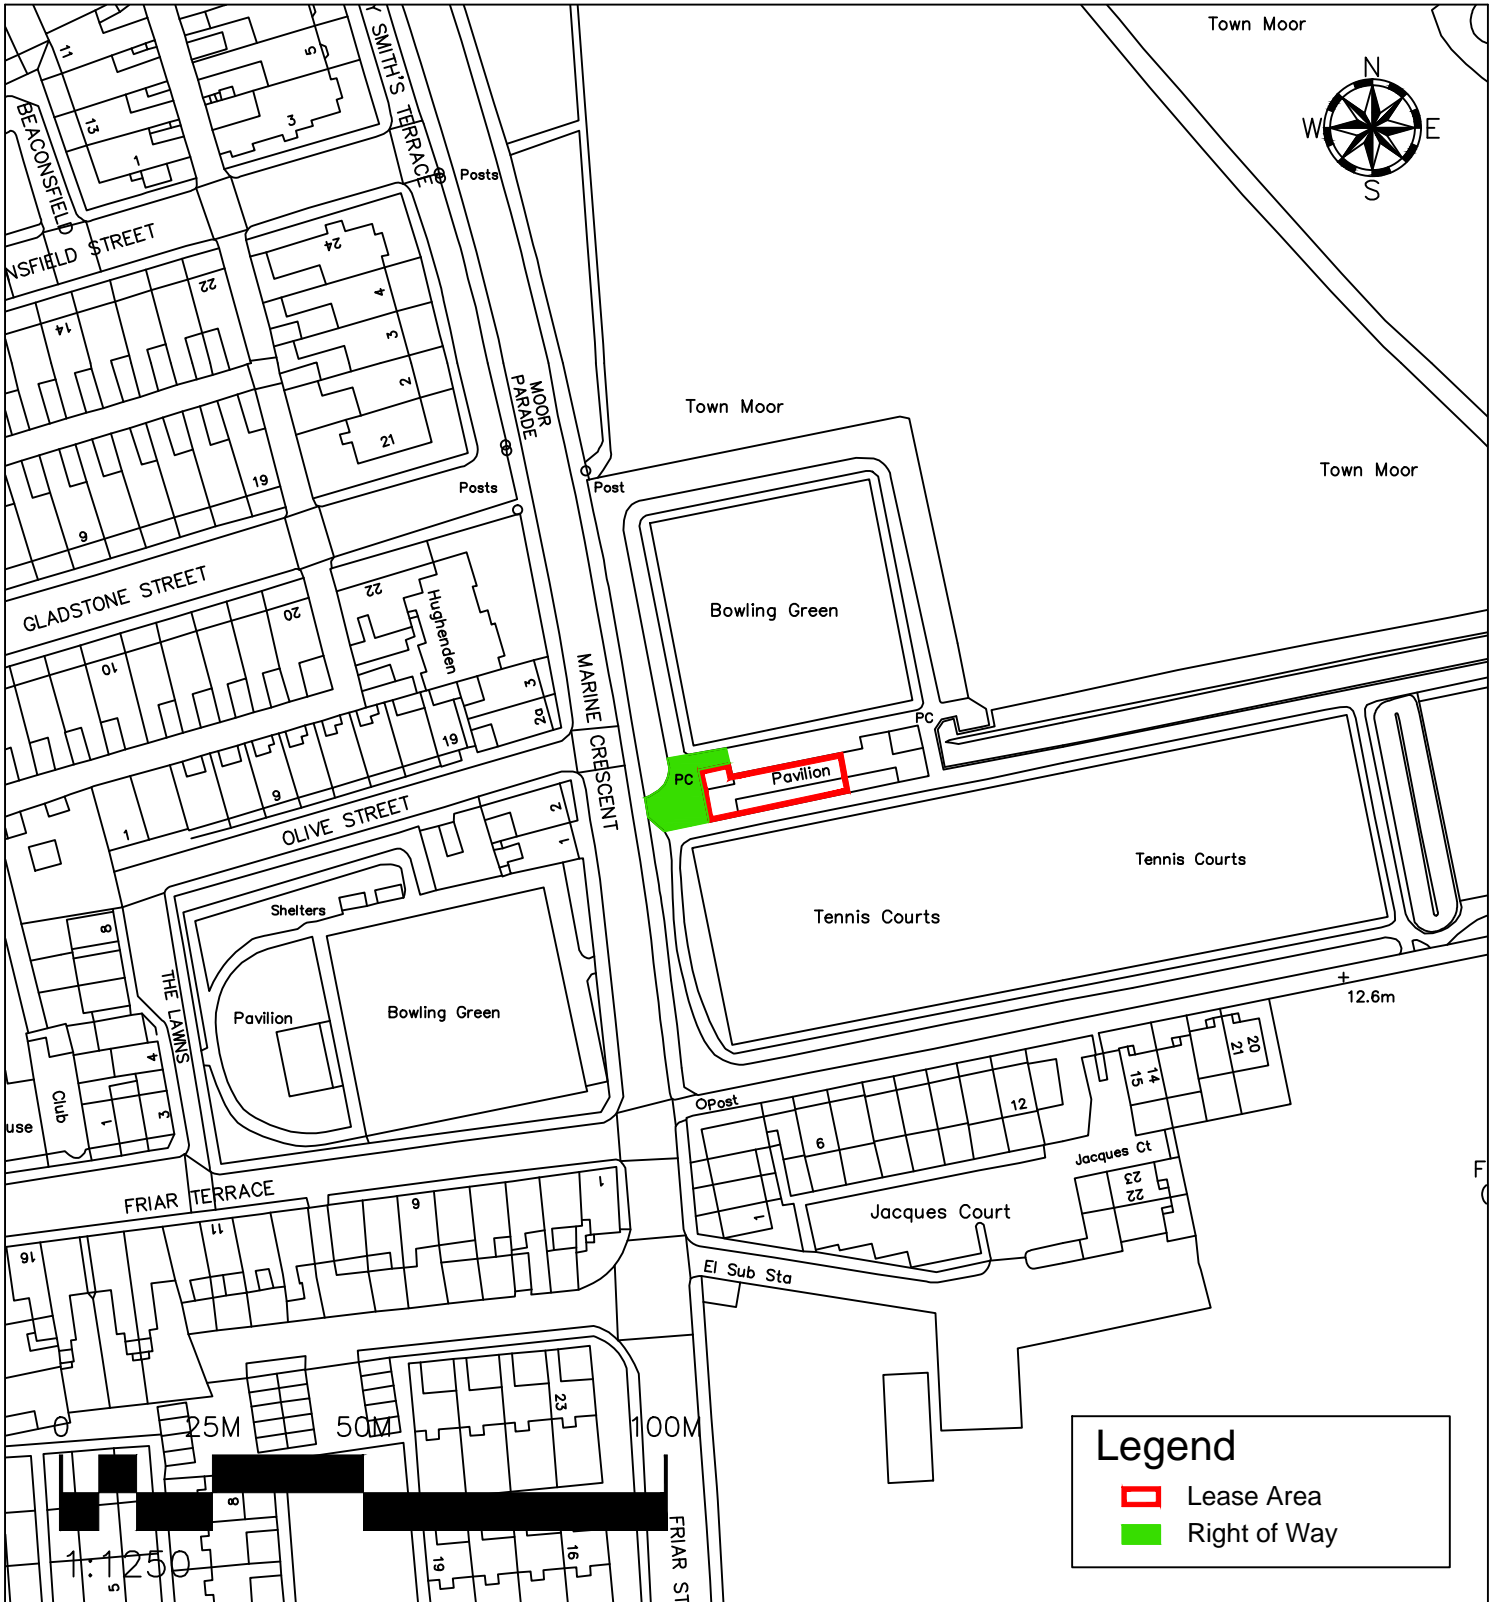 Town Moor
N
W
E
S
Y SMITH'S TERRACE
11
5
13
3
1
BEACONSFIELD
Posts
NSFIELD STREET
24
22
14
4
3
2
21
MOOR
PARADE
Town Moor
Town Moor
19
9
Posts
Post
GLADSTONE STREET
22
20
10
Hughenden
Bowling Green
MARINE CRESCENT
3
2a
19
9
1
OLIVE STREET
2
1
PC
PC
Pavilion
Tennis Courts
Tennis Courts
Shelters
8
THE LAWNS
Pavilion
Bowling Green
12.6m
4
3
1
Club
use
Post
6
12
15
14
21
20
Jacques Ct
23
22
Jacques Court
1
F
FRIAR TERRACE
1
6
11
16
El Sub Sta
23
0
25M
50M
100M
8
1:1250
5
19
16
FRIAR ST
Legend
Lease Area
Right of Way